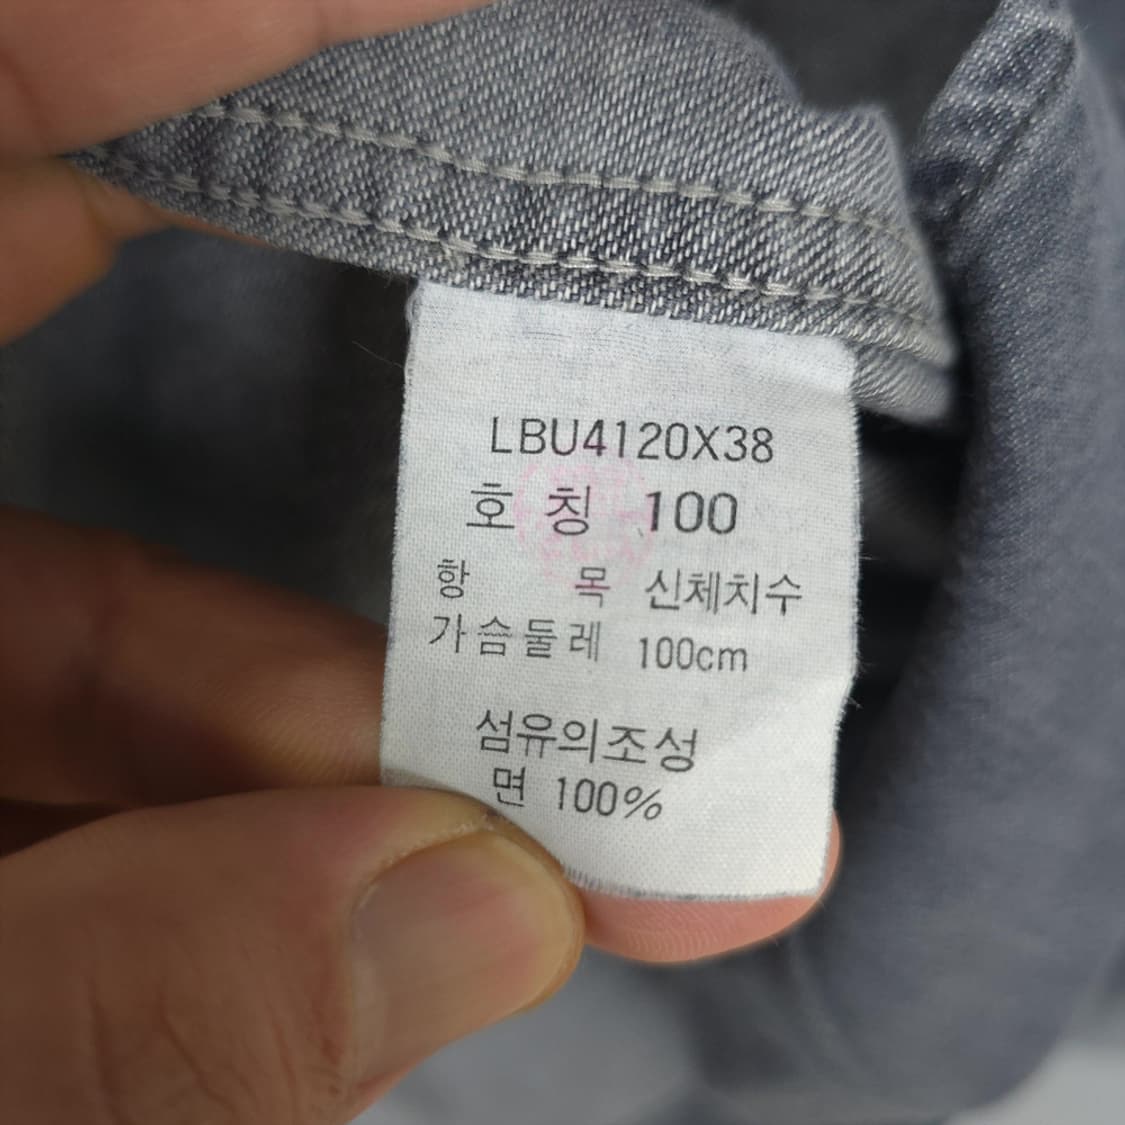 LBU4120X38
호 칭 100
항 목 신체치수
가슴둘레 100cm
섬유의조성
면 100%